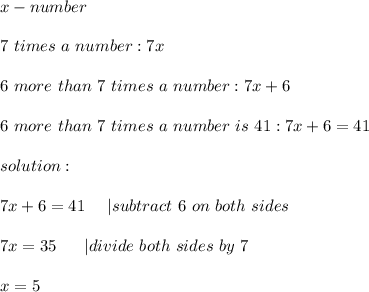 x - number
7 times a number : 7x
6 more than 7 times a number : 7x + 6
6 more than 7 times a number is 41 : 7x + 6 = 41
solution :
7x + 6 = 41 |subtract 6 on both sides
7x = 35 |divide both sides by 7
x = 5